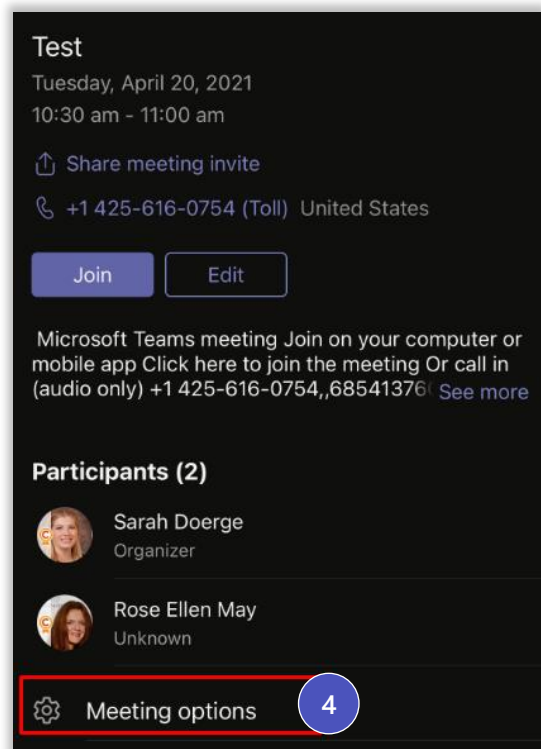 Test
Tuesday, April 20, 2021
10:30 am - 11:00 am
Share meeting invite
+1 425-616-0754 (Toll) United States
Join Edit
Microsoft Teams meeting Join on your computer or
mobile app Click here to join the meeting Or call in
(audio only) +1 425-616-0754,,68541376 See more
Participants (2)
Sarah Doerge
Organizer
Rose Ellen May
Unknown
Meeting options 4